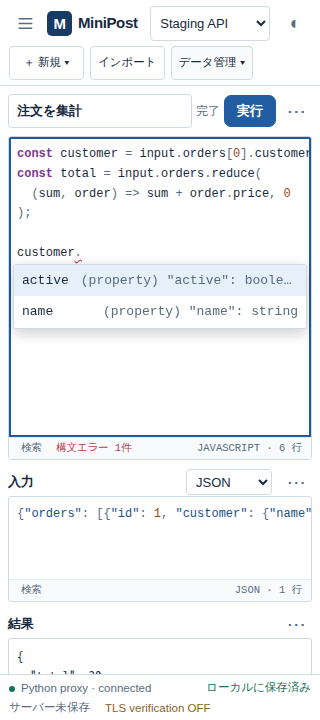 M MiniPost Staging API
+ 新規 ▾ インポート データ管理 ▾
注文を集計 完了 実行 ···
const customer = input.orders[0].customer
const total = input.orders.reduce(
(sum, order) => sum + order.price, 0
);
customer.
active (property) "active": boole…
name (property) "name": string
検索 構文エラー 1件 JAVASCRIPT · 6 行
入力 JSON ···
{"orders": [{"id": 1, "customer": {"name"
検索 JSON · 1 行
結果 ···
{
Python proxy · connected ローカルに保存済み
サーバー未保存 TLS verification OFF